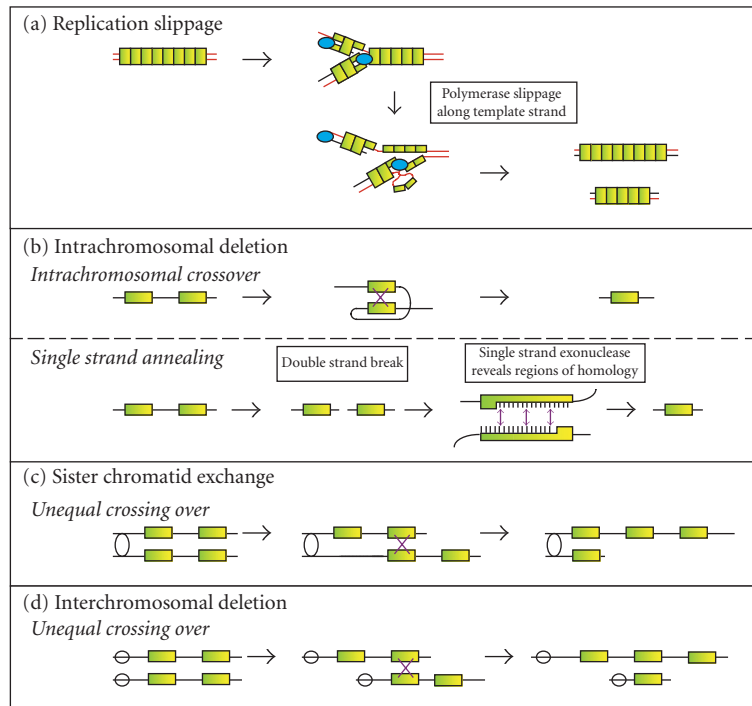 (a) Replication slippage
Polymerase slippage
along template strand
(b) Intrachromosomal deletion
Intrachromosomal crossover
Single strand annealing
Double strand break
Single strand exonuclease
reveals regions of homology
(c) Sister chromatid exchange
Unequal crossing over
(d) Interchromosomal deletion
Unequal crossing over